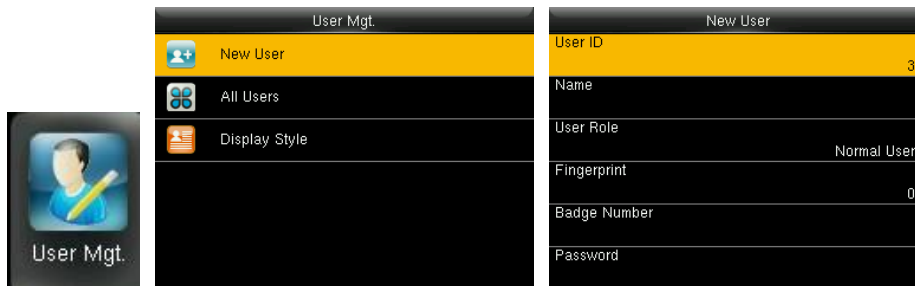 User Mgt.
User Mgt.
New User
All Users
Display Style
New User
User ID
3
Name
User Role
Normal User
Fingerprint
0
Badge Number
Password